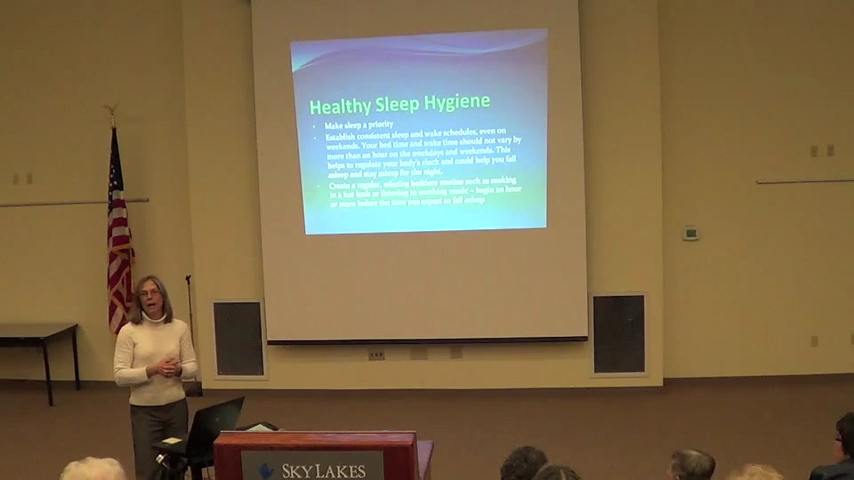 Healthy Sleep Hygiene
Make sleep a priority
Establish consistent sleep and wake schedules, even on
weekends. Your bed time and wake time should not vary by
more than an hour on the weekdays and weekends. This
helps to regulate your body's clock and could help you fall
asleep and stay asleep for the night.
Create a regular, relaxing bedtime routine such as soaking
in a hot bath or listening to soothing music – begin an hour
or more before the time you expect to fall asleep
SKY LAKES